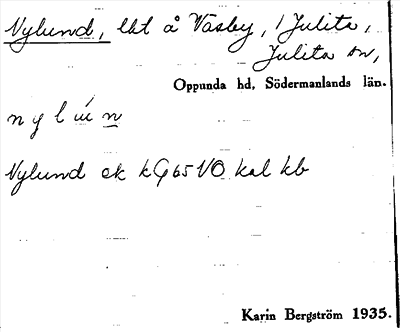 Nylund, lht å Väsby, 1 Julita,
Julita sn,
Oppunda hd, Södermanlands län.
Nylund ek kG 65 VO kal kb
Karin Bergström 1935.